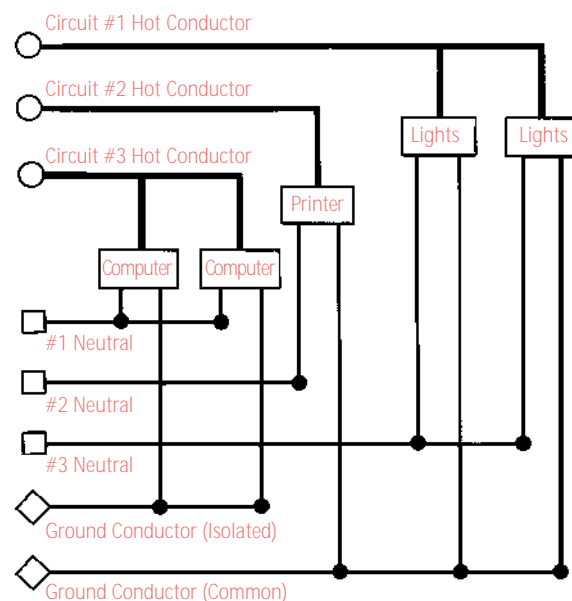 Circuit #1 Hot Conductor
Circuit #2 Hot Conductor
Lights
Lights
Circuit #3 Hot Conductor
Printer
Computer
Computer
#1 Neutral
#2 Neutral
#3 Neutral
Ground Conductor (Isolated)
Ground Conductor (Common)